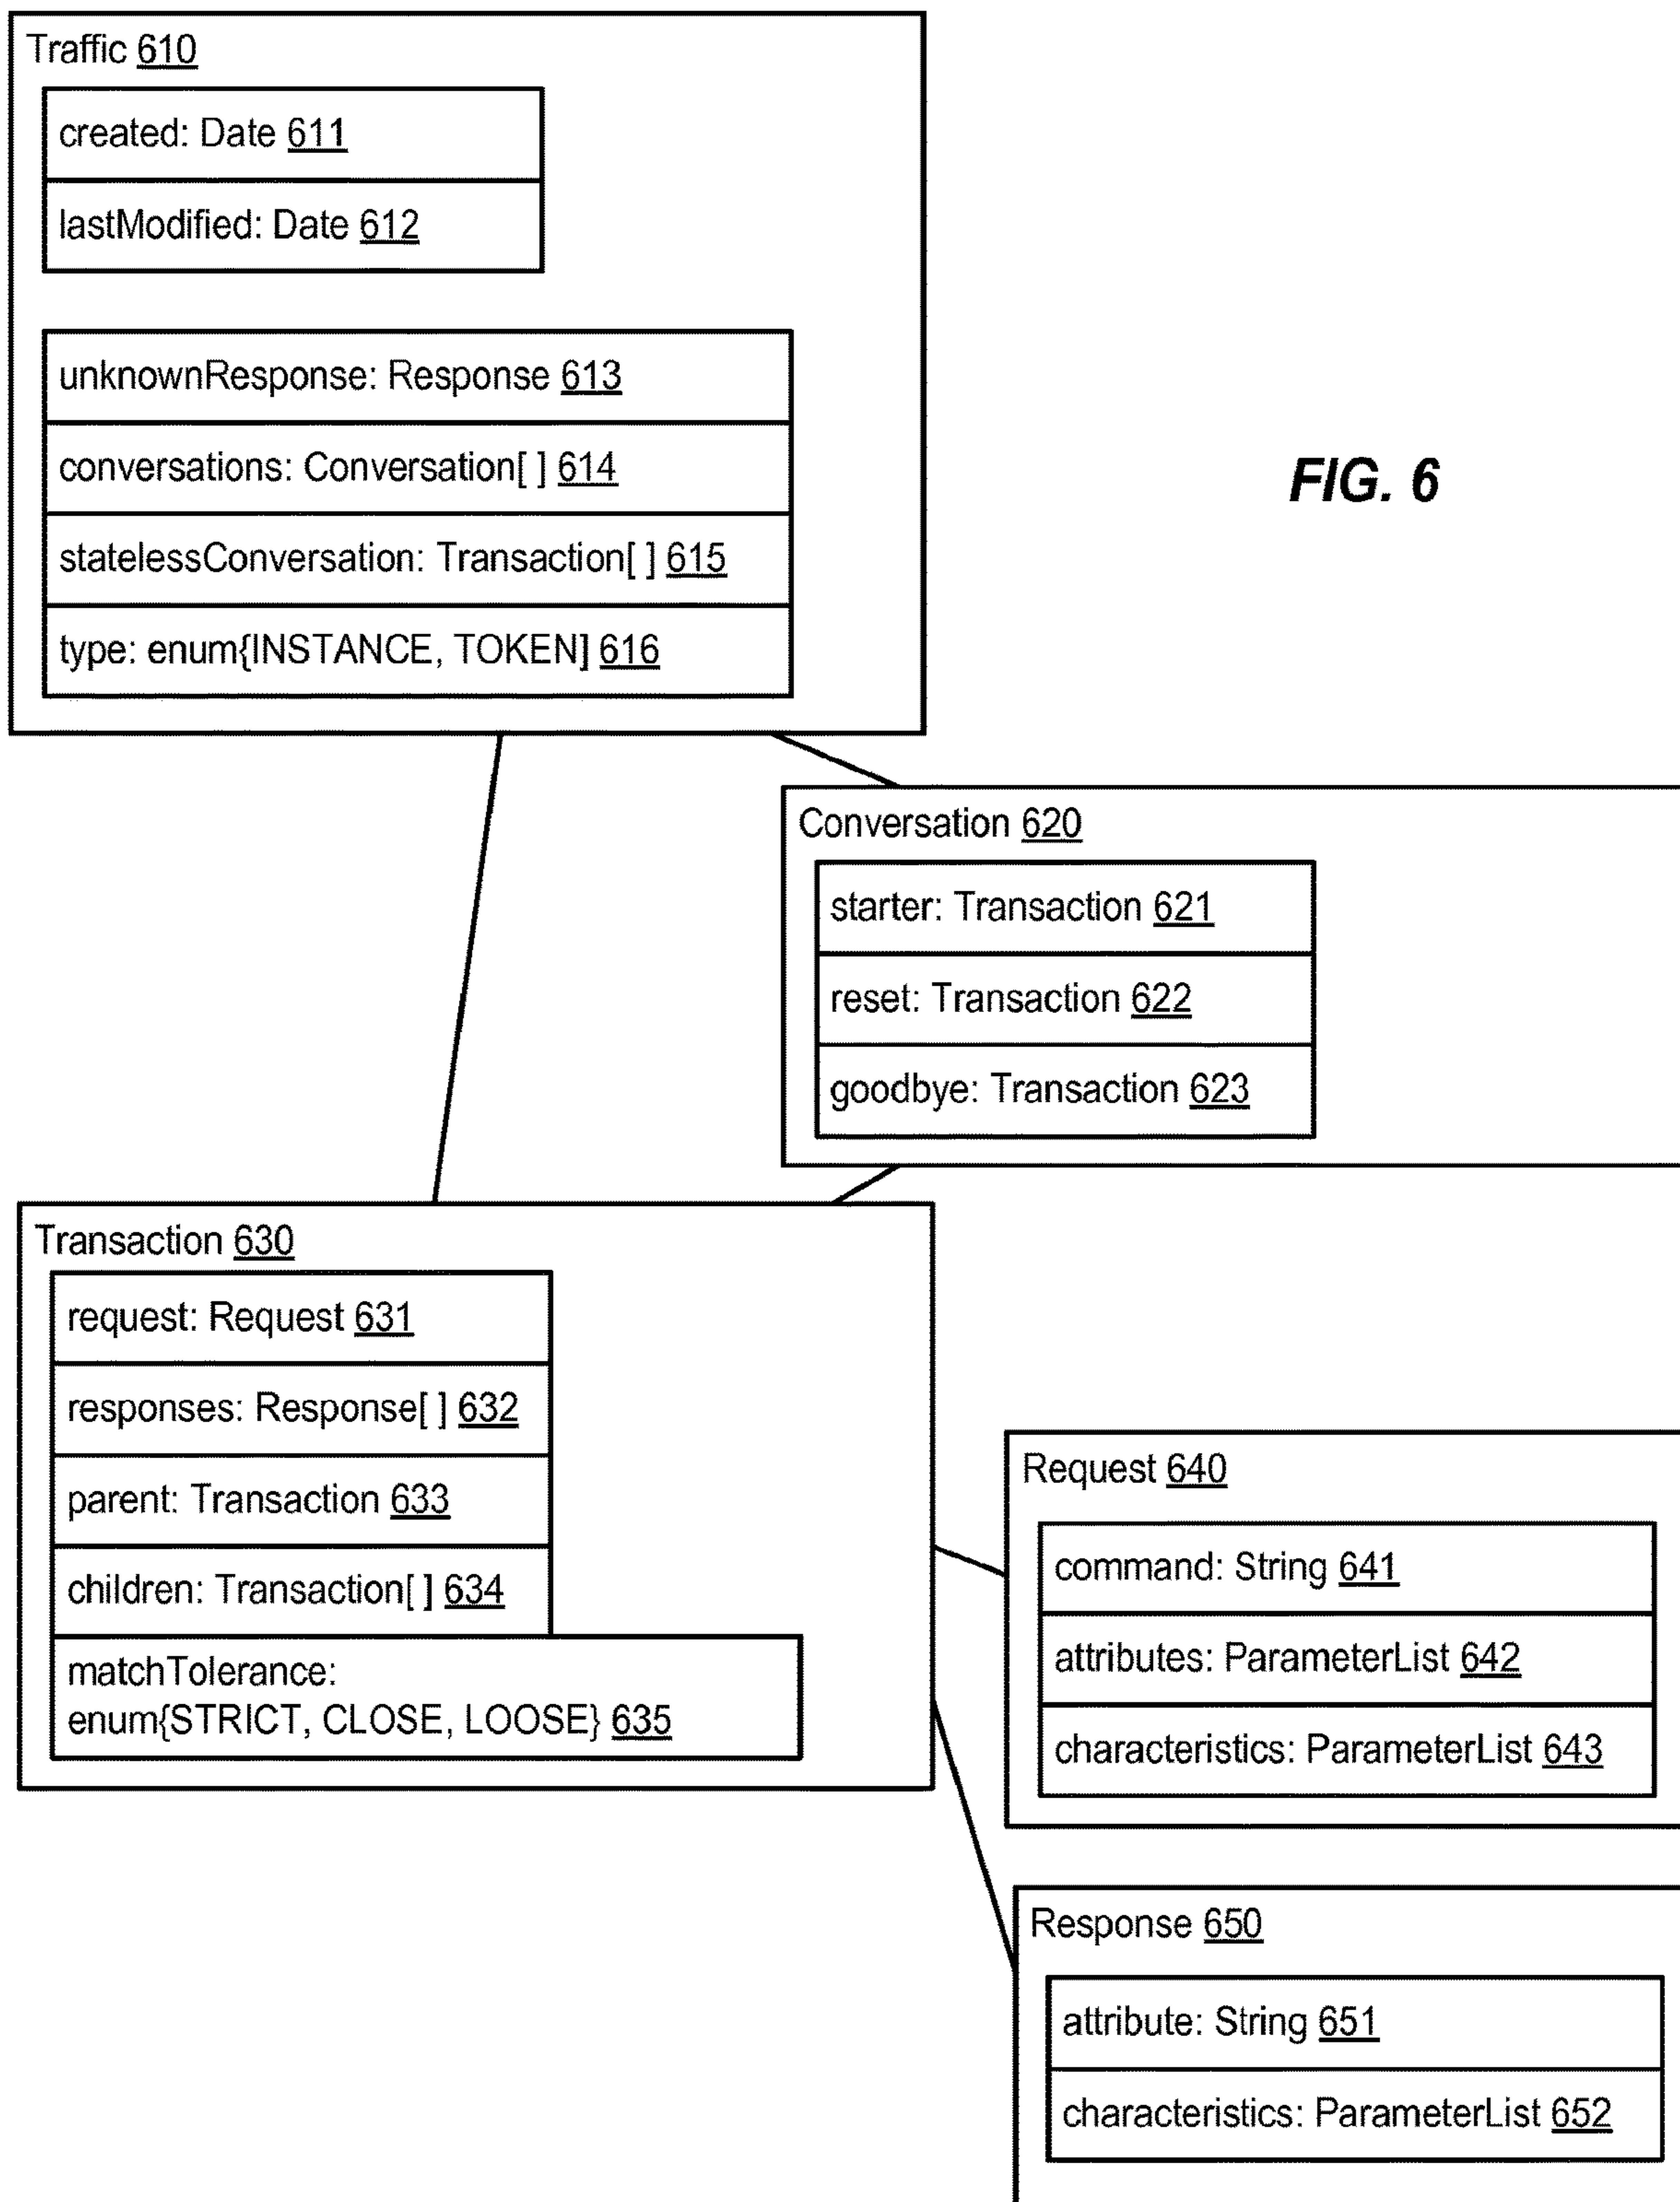 Traffic 610
created: Date 611
lastModified: Date 612
unknownResponse: Response 613
conversations: Conversation[ ] 614
statelessConversation: Transaction[ ] 615
type: enum{INSTANCE, TOKEN] 616
FIG. 6
Conversation 620
starter: Transaction 621
reset: Transaction 622
goodbye: Transaction 623
Transaction 630
request: Request 631
responses: Response[ ] 632
parent: Transaction 633
children: Transaction[ ] 634
matchTolerance:
enum{STRICT, CLOSE, LOOSE} 635
Request 640
command: String 641
attributes: ParameterList 642
characteristics: ParameterList 643
Response 650
attribute: String 651
characteristics: ParameterList 652